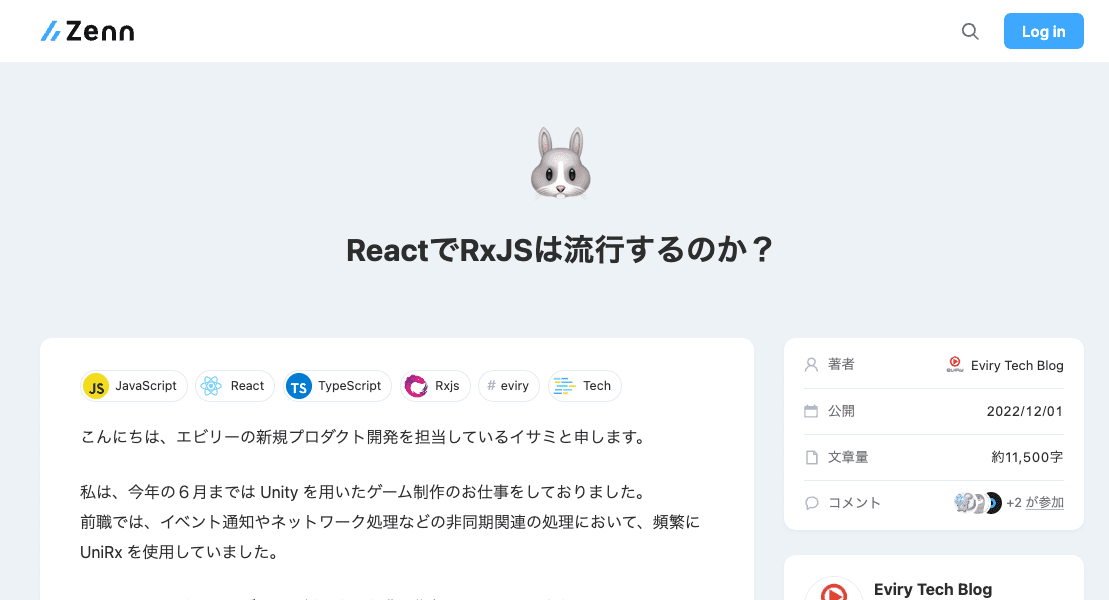 Zenn
Log in
ReactでRxJSは流行するのか？
JavaScript React TypeScript Rxjs # eviry Tech
こんにちは、エビリーの新規プロダクト開発を担当しているイサミと申します。
私は、今年の６月までは Unity を用いたゲーム制作のお仕事をしておりました。
前職では、イベント通知やネットワーク処理などの非同期関連の処理において、頻繁に
UniRx を使用していました。
著者 Eviry Tech Blog
公開 2022/12/01
文章量 約11,500字
コメント +2 が参加
Eviry Tech Blog